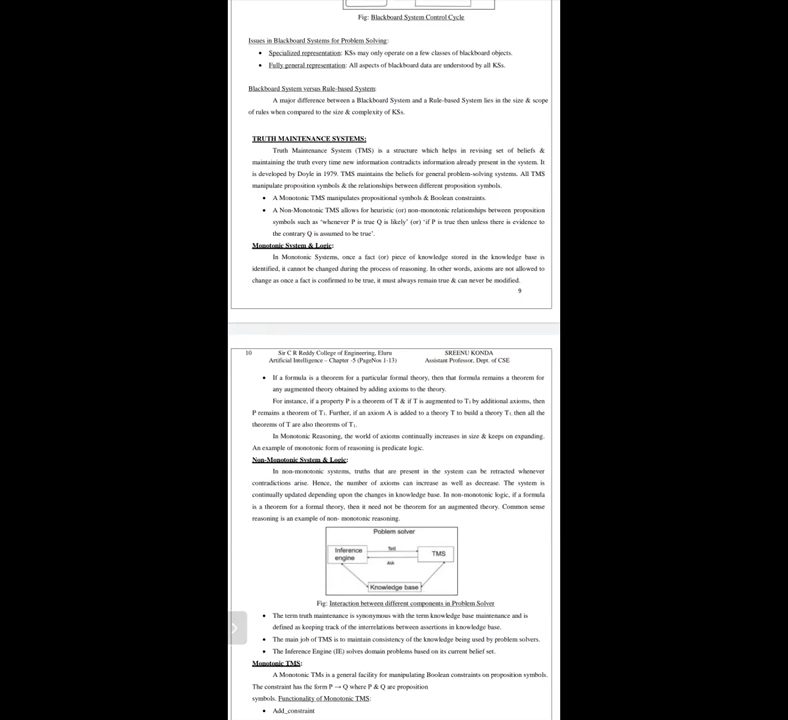 Fig: Blackboard System Control Cycle
Issues in Blackboard Systems for Problem Solving:
• Specialized representation: KSs may only operate on a few classes of blackboard objects.
• Fully general representation: All aspects of blackboard data are understood by all KSs.
Blackboard System versus Rule-based System:
A major difference between a Blackboard System and a Rule-based System lies in the size & scope
of rules when compared to the size & complexity of KSs.
TRUTH MAINTENANCE SYSTEMS:
Truth Maintenance System (TMS) is a structure which helps in revising set of beliefs &
maintaining the truth every time new information contradicts information already present in the system. It
is developed by Doyle in 1979. TMS maintains the beliefs for general problem-solving systems. All TMS
manipulate proposition symbols & the relationships between different proposition symbols.
• A Monotonic TMS manipulates propositional symbols & Boolean constraints.
• A Non-Monotonic TMS allows for heuristic (or) non-monotonic relationships between proposition
symbols such as 'whenever P is true Q is likely' (or) 'if P is true then unless there is evidence to
the contrary Q is assumed to be true'.
Monotonic System & Logic:
In Monotonic Systems, once a fact (or) piece of knowledge stored in the knowledge base is
identified, it cannot be changed during the process of reasoning. In other words, axioms are not allowed to
change as once a fact is confirmed to be true, it must always remain true & can never be modified.
9
10 Sir C R Reddy College of Engineering, Eluru SREENU KONDA
Artificial Intelligence – Chapter -5 (PageNos 1-13) Assistant Professor, Dept. of CSE
• If a formula is a theorem for a particular formal theory, then that formula remains a theorem for
any augmented theory obtained by adding axioms to the theory.
For instance, if a property P is a theorem of T & if T is augmented to T₁ by additional axioms, then
P remains a theorem of T₁. Further, if an axiom A is added to a theory T to build a theory T₁, then all the
theorems of T are also theorems of T₁.
In Monotonic Reasoning, the world of axioms continually increases in size & keeps on expanding.
An example of monotonic form of reasoning is predicate logic.
Non-Monotonic System & Logic:
In non-monotonic systems, truths that are present in the system can be retracted whenever
contradictions arise. Hence, the number of axioms can increase as well as decrease. The system is
continually updated depending upon the changes in knowledge base. In non-monotonic logic, if a formula
is a theorem for a formal theory, then it need not be theorem for an augmented theory. Common sense
reasoning is an example of non- monotonic reasoning.
Poblem solver
Inference
engine
Tell
Ask
TMS
Knowledge base
Fig: Interaction between different components in Problem Solver
• The term truth maintenance is synonymous with the term knowledge base maintenance and is
defined as keeping track of the interrelations between assertions in knowledge base.
• The main job of TMS is to maintain consistency of the knowledge being used by problem solvers.
• The Inference Engine (IE) solves domain problems based on its current belief set.
Monotonic TMS:
A Monotonic TMs is a general facility for manipulating Boolean constraints on proposition symbols.
The constraint has the form P → Q where P & Q are proposition
symbols. Functionality of Monotonic TMS:
• Add_constraint